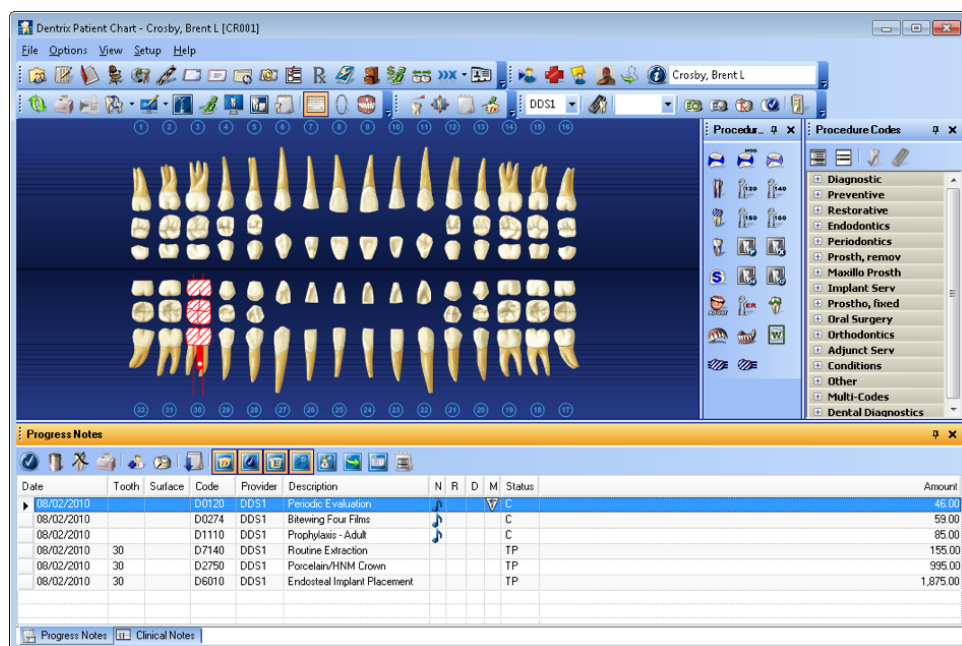 Dentrix Patient Chart - Crosby, Brent L [CR001]
File Options View Setup Help
Crosby, Brent L
DDS1
1 2 3 4 5 6 7 8 9 10 11 12 13 14 15 16
32 31 30 29 28 27 26 25 24 23 22 21 20 19 18 17
Procedur...
MOD
120 140
150 160
S
CR
W
Procedure Codes
Diagnostic
Preventive
Restorative
Endodontics
Periodontics
Prosth, remov
Maxillo Prosth
Implant Serv
Prostho, fixed
Oral Surgery
Orthodontics
Adjunct Serv
Conditions
Other
Multi-Codes
Dental Diagnostics
Progress Notes
Date Tooth Surface Code Provider Description N R D M Status Amount
08/02/2010 D0120 DDS1 Periodic Evaluation C 46.00
08/02/2010 D0274 DDS1 Bitewing Four Films C 59.00
08/02/2010 D1110 DDS1 Prophylaxis - Adult C 85.00
08/02/2010 30 D7140 DDS1 Routine Extraction TP 155.00
08/02/2010 30 D2750 DDS1 Porcelain/HNM Crown TP 995.00
08/02/2010 30 D6010 DDS1 Endosteal Implant Placement TP 1,875.00
Progress Notes Clinical Notes